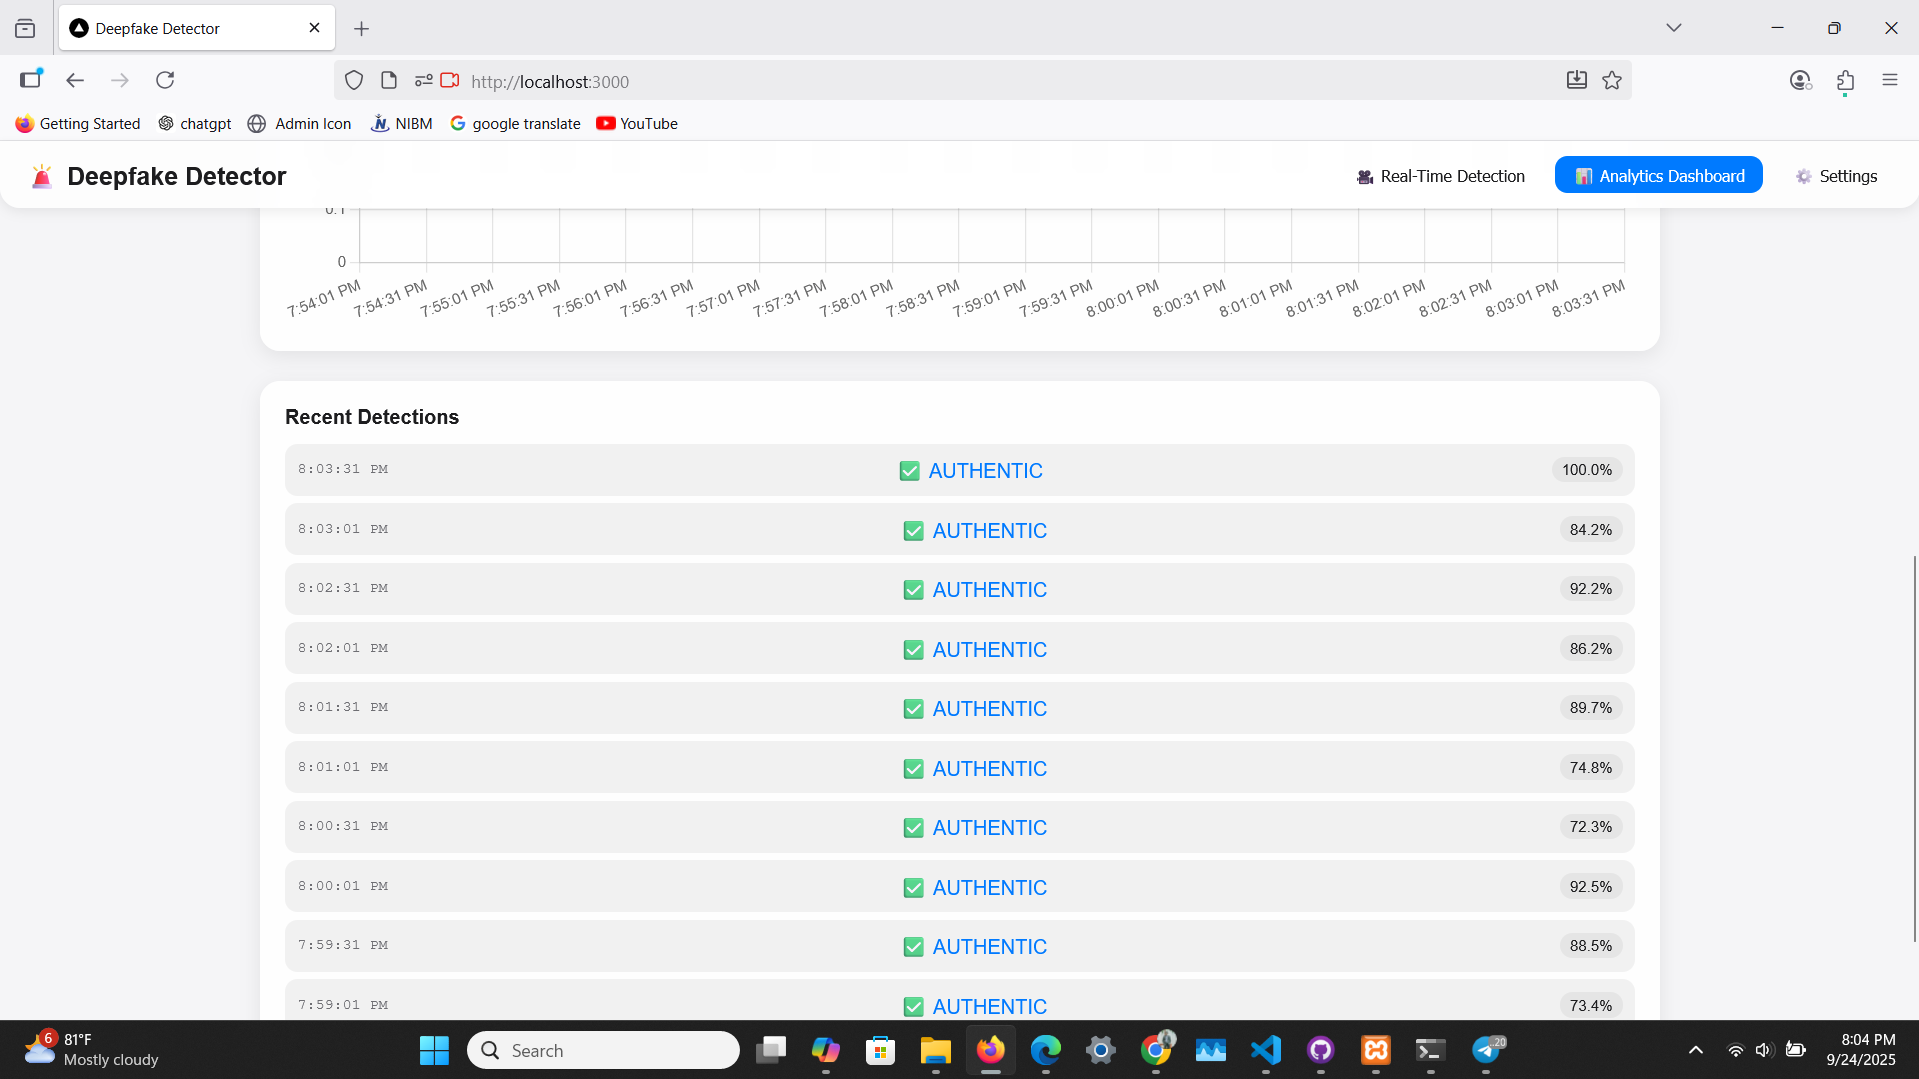 Deepfake Detector
http://localhost:3000
Getting Started chatgpt Admin Icon NIBM google translate YouTube
Deepfake Detector Real-Time Detection Analytics Dashboard Settings
0.1
0
7:54:01 PM 7:54:31 PM 7:55:01 PM 7:55:31 PM 7:56:01 PM 7:56:31 PM 7:57:01 PM 7:57:31 PM 7:58:01 PM 7:58:31 PM 7:59:01 PM 7:59:31 PM 8:00:01 PM 8:00:31 PM 8:01:01 PM 8:01:31 PM 8:02:01 PM 8:02:31 PM 8:03:01 PM 8:03:31 PM
Recent Detections
8:03:31 PM ✅ AUTHENTIC 100.0%
8:03:01 PM ✅ AUTHENTIC 84.2%
8:02:31 PM ✅ AUTHENTIC 92.2%
8:02:01 PM ✅ AUTHENTIC 86.2%
8:01:31 PM ✅ AUTHENTIC 89.7%
8:01:01 PM ✅ AUTHENTIC 74.8%
8:00:31 PM ✅ AUTHENTIC 72.3%
8:00:01 PM ✅ AUTHENTIC 92.5%
7:59:31 PM ✅ AUTHENTIC 88.5%
7:59:01 PM ✅ AUTHENTIC 73.4%
6 81°F
Mostly cloudy
Search
..20
8:04 PM
9/24/2025